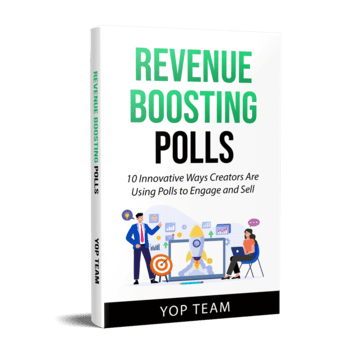 REVENUE BOOSTING POLLS
YOP TEAM
REVENUE
BOOSTING
POLLS
10 Innovative Ways Creators Are
Using Polls to Engage and Sell
YOP TEAM